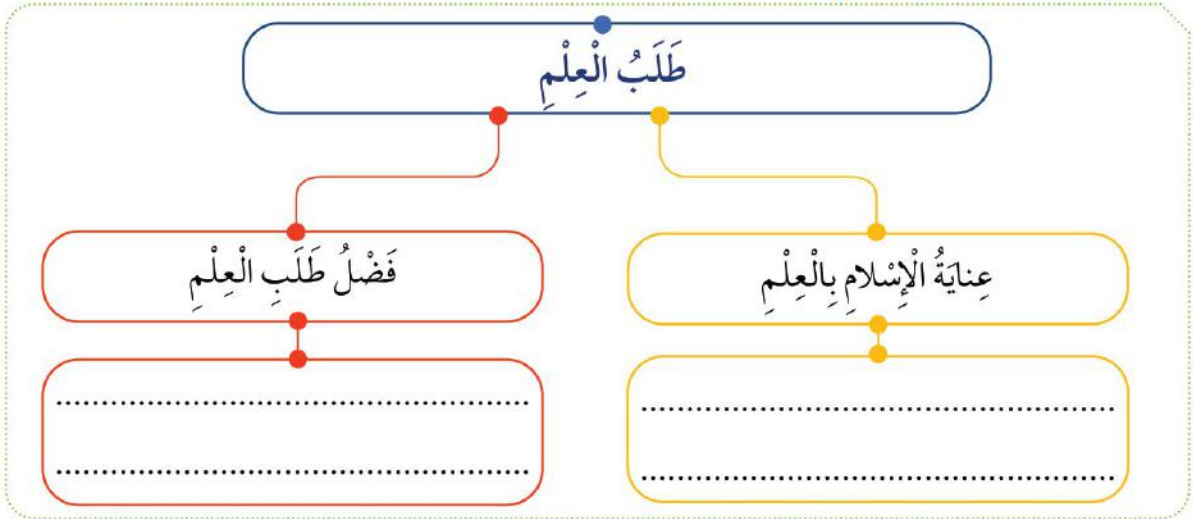 طَلَبُ الْعِلْمِ
عِنايَةُ الْإِسْلامِ بِالْعِلْمِ
فَضْلُ طَلَبِ الْعِلْمِ